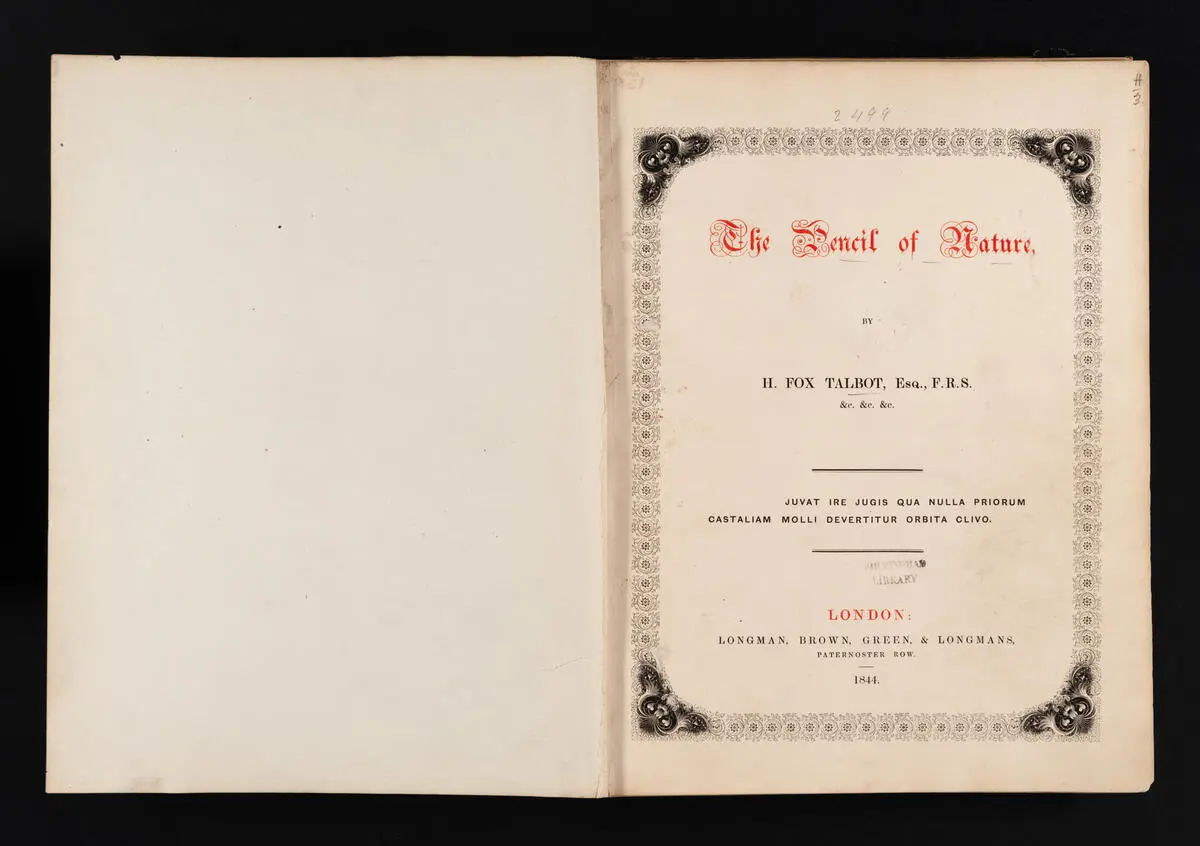 2499
H
3
The Pencil of Nature,
BY
H. FOX TALBOT, Esq., F.R.S.
&c. &c. &c.
JUVAT IRE JUGIS QUA NULLA PRIORUM
CASTALIAM MOLLI DEVERTITUR ORBITA CLIVO.
BIRMINGHAM
LIBRARY
LONDON:
LONGMAN, BROWN, GREEN, & LONGMANS,
PATERNOSTER ROW.
1844.